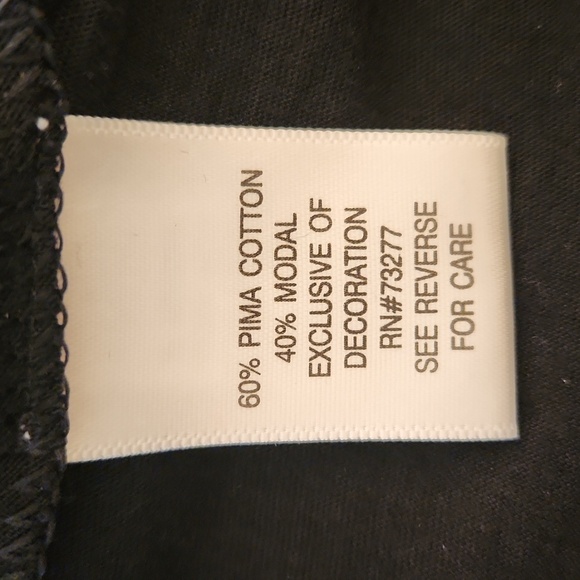 60% PIMA COTTON
40% MODAL
EXCLUSIVE OF
DECORATION
RN#73277
SEE REVERSE
FOR CARE